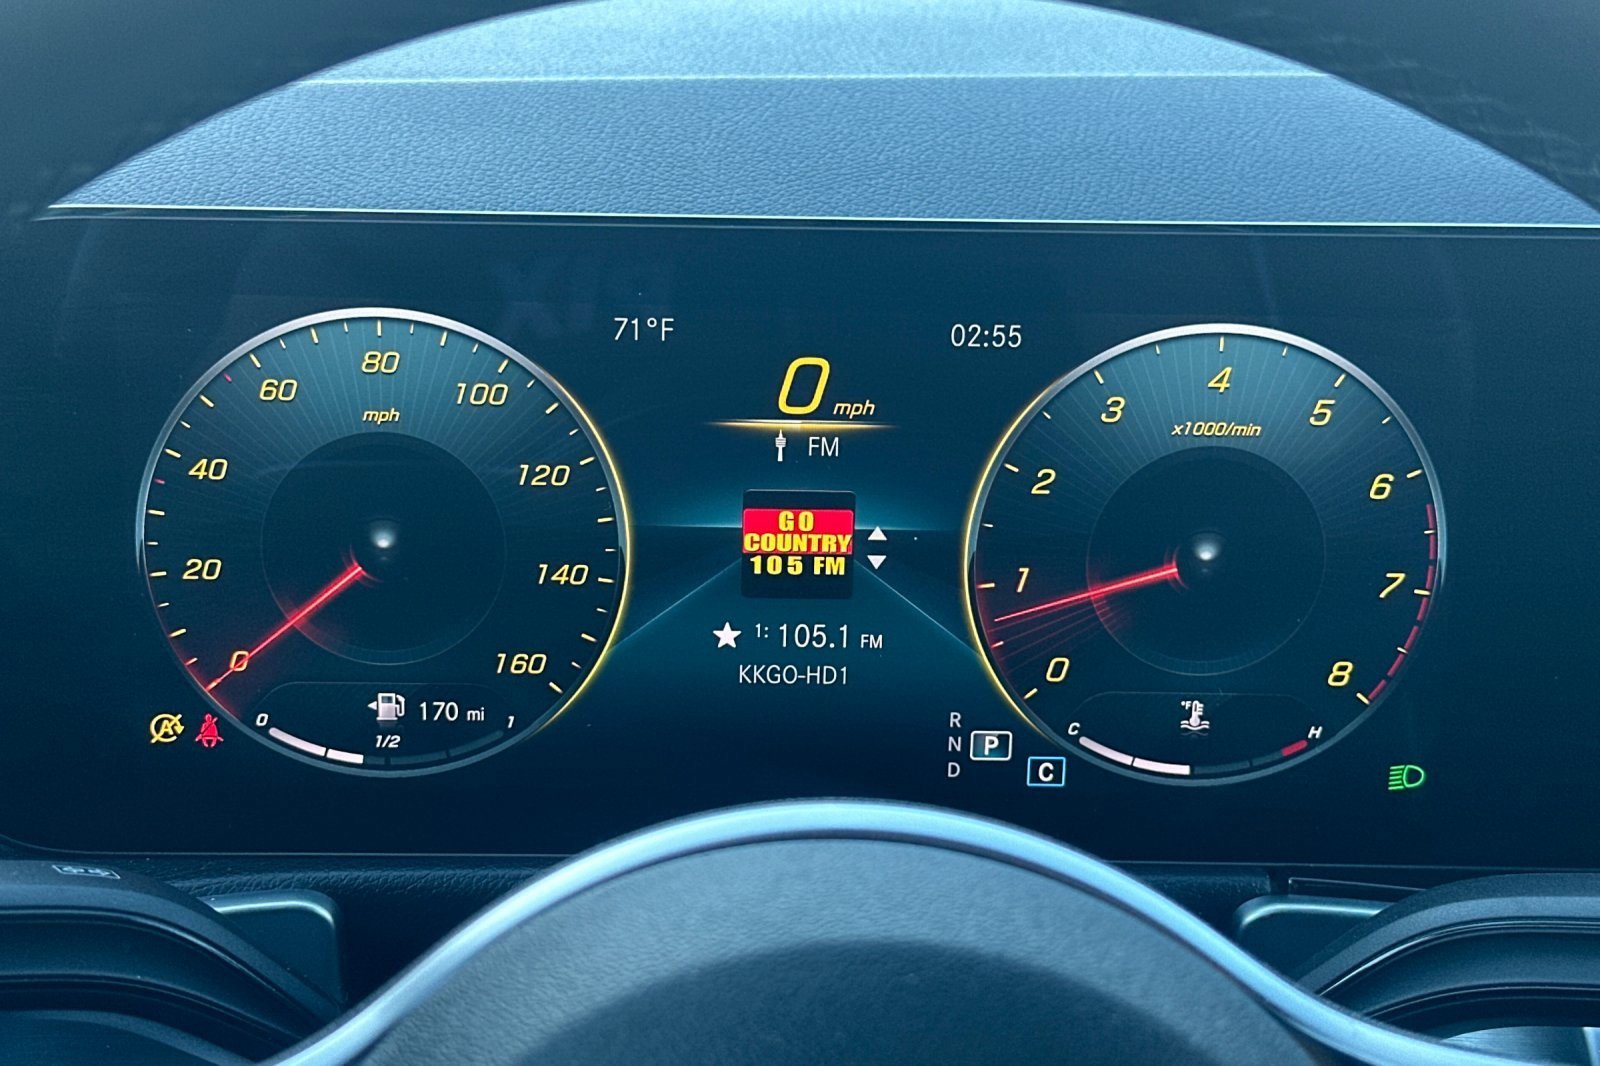 71°F
02:55
0 mph
FM
GO
COUNTRY
105 FM
1: 105.1 FM
KKGO-HD1
0
20
40
60
80
100
120
140
160
mph
170 mi
0
1/2
1
A
0
1
2
3
4
5
6
7
8
x1000/min
°F
C
H
R
N
D
P
C